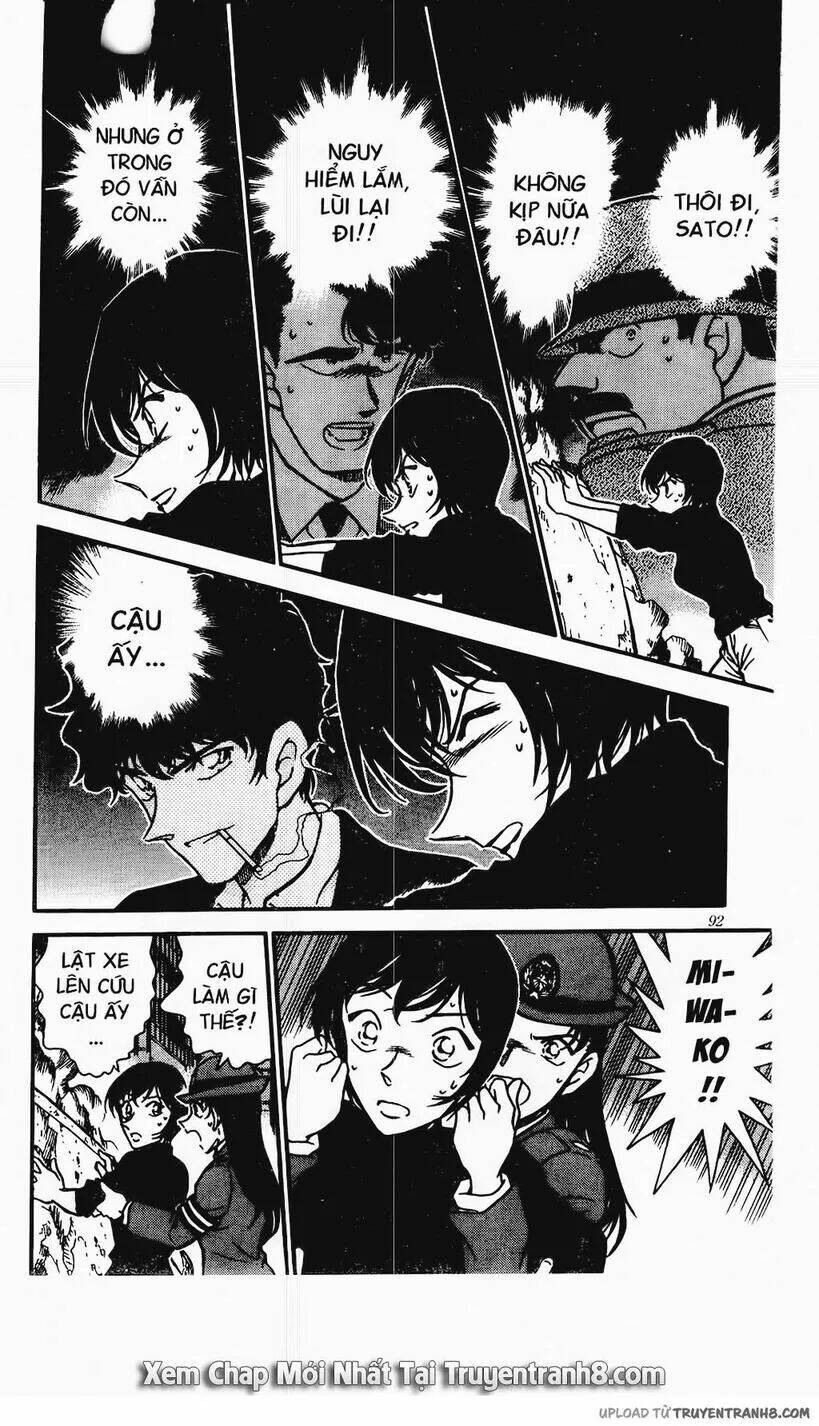 THÔI ĐI,
SATO!!
KHÔNG
KỊP NỮA
ĐÂU!!
NGUY
HIỂM LẮM,
LÙI LẠI
ĐI!!
NHƯNG Ở
TRONG
ĐÓ VẪN
CÒN...
CẬU
ẤY...
92
MI-
WA-
KO
!!
CẬU
LÀM GÌ
THẾ?!
LẬT XE
LÊN CỨU
CẬU ẤY
...
Xem Chap Mới Nhất Tại Truyentranh8.com
UPLOAD TỪ TRUYENTRANH8.COM